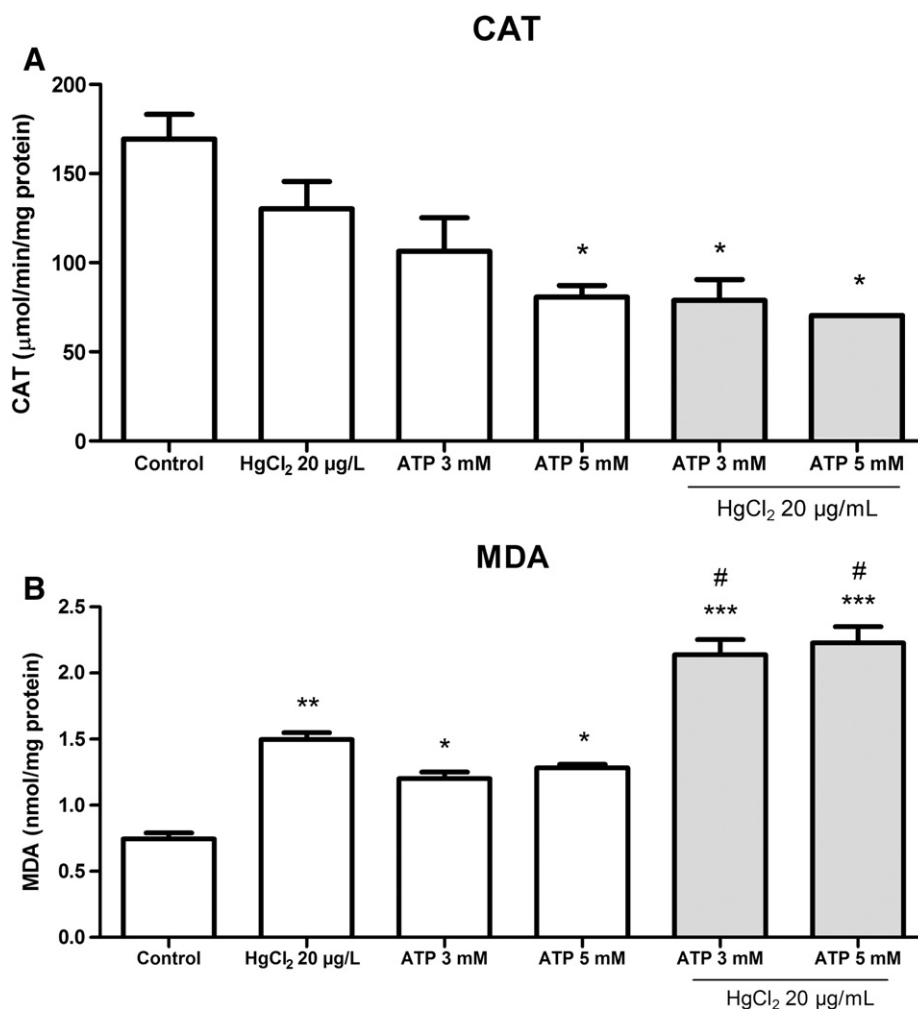 CAT
A
CAT (μmol/min/mg protein)
200
150
100
50
0
* * *
Control HgCl₂ 20 μg/L ATP 3 mM ATP 5 mM ATP 3 mM ATP 5 mM
HgCl₂ 20 μg/mL
MDA
B
MDA (nmol/mg protein)
2.5
2.0
1.5
1.0
0.5
0.0
# #
*** ***
** * *
Control HgCl₂ 20 μg/L ATP 3 mM ATP 5 mM ATP 3 mM ATP 5 mM
HgCl₂ 20 μg/mL